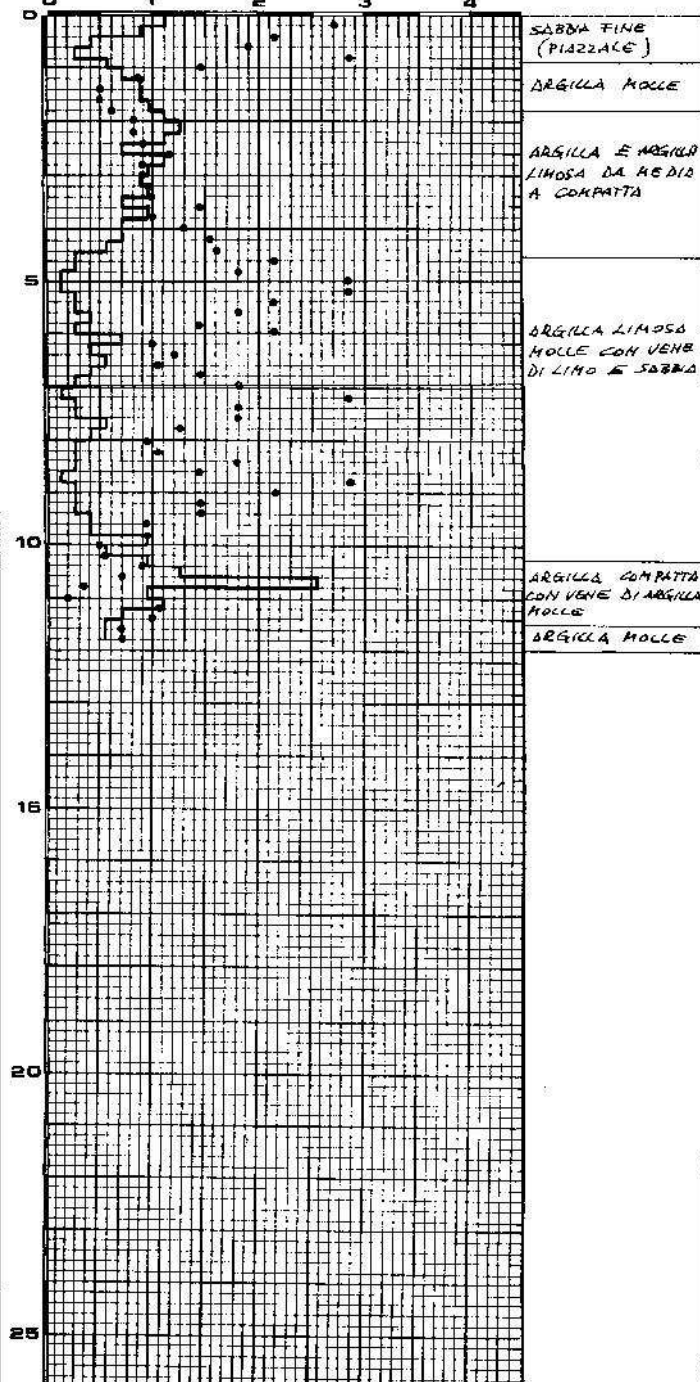 0 1 2 3 4
0
SABBIA FINE
(PIAZZALE)
ARGILLA MOLLE
ARGILLA E ARGILLA
LIMOSA DA MEDIA
A COMPATTA
5
ARGILLA LIMOSA
MOLLE CON VENE
DI LIMO E SABBIA
10
ARGILLA COMPATTA
CON VENE DI ARGILLA
MOLLE
ARGILLA MOLLE
15
20
25